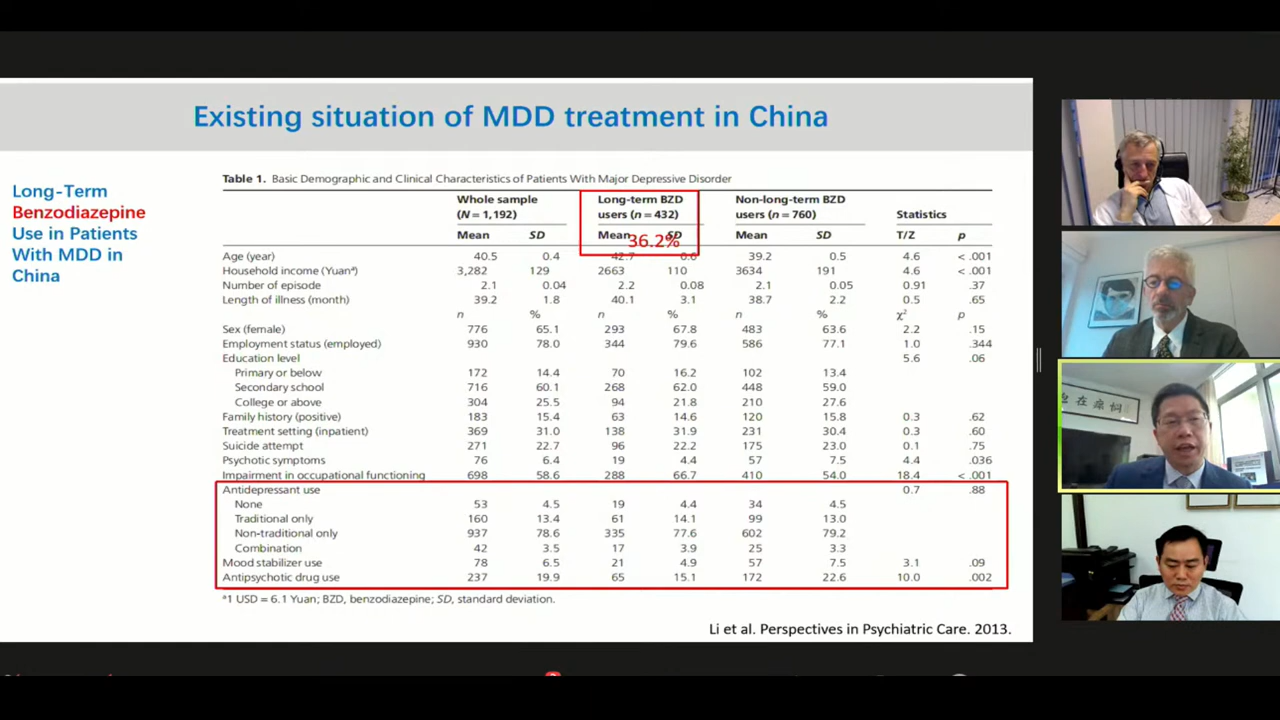 Existing situation of MDD treatment in China
Long-Term
Benzodiazepine
Use in Patients
With MDD in
China
Table 1. Basic Demographic and Clinical Characteristics of Patients With Major Depressive Disorder
Whole sample Long-term BZD Non-long-term BZD
(N = 1,192) users (n = 432) users (n = 760) Statistics
Mean SD Mean SD Mean SD T/Z p
36.2%
Age (year) 40.5 0.4 42.7 0.6 39.2 0.5 4.6 < .001
Household income (Yuanᵃ) 3,282 129 2663 110 3634 191 4.6 < .001
Number of episode 2.1 0.04 2.2 0.08 2.1 0.05 0.91 .37
Length of illness (month) 39.2 1.8 40.1 3.1 38.7 2.2 0.5 .65
n % n % n % χ² p
Sex (female) 776 65.1 293 67.8 483 63.6 2.2 .15
Employment status (employed) 930 78.0 344 79.6 586 77.1 1.0 .344
Education level 5.6 .06
Primary or below 172 14.4 70 16.2 102 13.4
Secondary school 716 60.1 268 62.0 448 59.0
College or above 304 25.5 94 21.8 210 27.6
Family history (positive) 183 15.4 63 14.6 120 15.8 0.3 .62
Treatment setting (inpatient) 369 31.0 138 31.9 231 30.4 0.3 .60
Suicide attempt 271 22.7 96 22.2 175 23.0 0.1 .75
Psychotic symptoms 76 6.4 19 4.4 57 7.5 4.4 .036
Impairment in occupational functioning 698 58.6 288 66.7 410 54.0 18.4 < .001
Antidepressant use 0.7 .88
None 53 4.5 19 4.4 34 4.5
Traditional only 160 13.4 61 14.1 99 13.0
Non-traditional only 937 78.6 335 77.6 602 79.2
Combination 42 3.5 17 3.9 25 3.3
Mood stabilizer use 78 6.5 21 4.9 57 7.5 3.1 .09
Antipsychotic drug use 237 19.9 65 15.1 172 22.6 10.0 .002
ᵃ1 USD = 6.1 Yuan; BZD, benzodiazepine; SD, standard deviation.
Li et al. Perspectives in Psychiatric Care. 2013.